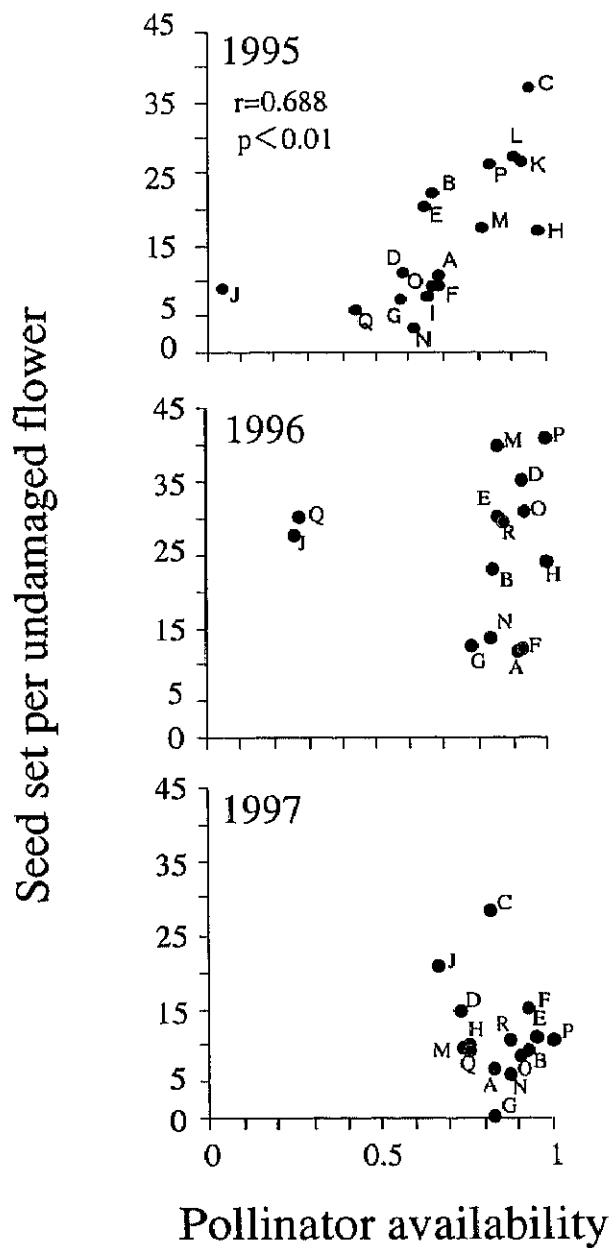 Seed set per undamaged flower
45
1995
C
35
r=0.688
p<0.01
L
P
K
25
B
E
M
H
15
D
A
O
J
F
5
Q
G
I
N
0
45
1996
M
P
35
D
E
O
Q
R
J
25
B
H
15
N
G
A
F
5
0
45
1997
35
C
25
J
15
D
F
H
R
E
P
M
Q
O
B
5
A
N
G
0
0
0.5
1
Pollinator availability